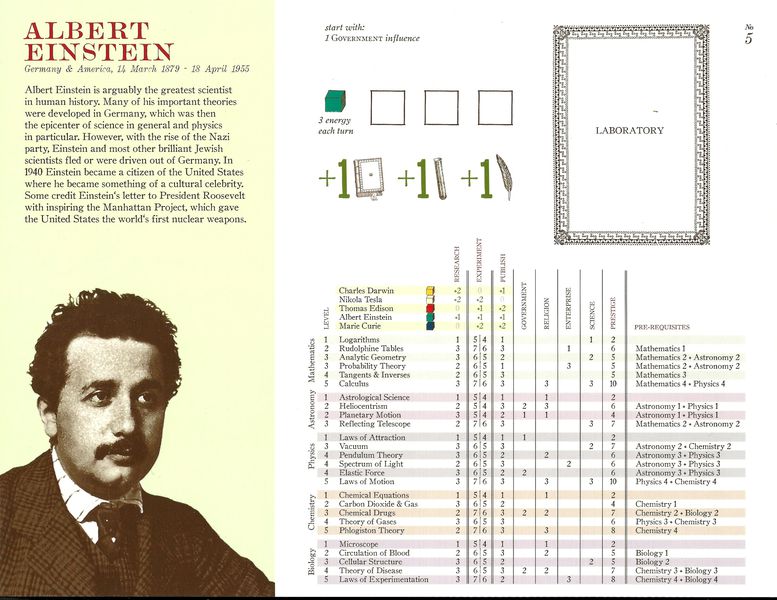 ALBERT
EINSTEIN
Germany & America, 14 March 1879 - 18 April 1955
Albert Einstein is arguably the greatest scientist
in human history. Many of his important theories
were developed in Germany, which was then
the epicenter of science in general and physics
in particular. However, with the rise of the Nazi
party, Einstein and most other brilliant Jewish
scientists fled or were driven out of Germany. In
1940 Einstein became a citizen of the United States
where he became something of a cultural celebrity.
Some credit Einstein's letter to President Roosevelt
with inspiring the Manhattan Project, which gave
the United States the world's first nuclear weapons.
start with:
1 GOVERNMENT influence
3 energy
each turn
+1 +1 +1
LABORATORY
No
5
LEVEL RESEARCH EXPERIMENT PUBLISH GOVERNMENT RELIGION ENTERPRISE SCIENCE PRESTIGE PRE-REQUISITES
Charles Darwin +2 0 +1
Nikola Tesla +2 +2 0
Thomas Edison 0 +1 +2
Albert Einstein +1 +1 +1
Marie Curie 0 +2 +2
Mathematics
1 Logarithms 1 5 4 1 1 2
2 Rudolphine Tables 3 7 6 3 1 6 Mathematics 1
3 Analytic Geometry 3 6 5 2 2 5 Mathematics 2 • Astronomy 2
3 Probability Theory 2 6 5 1 3 5 Mathematics 2 • Astronomy 2
4 Tangents & Inverses 2 6 5 3 5 Mathematics 3
5 Calculus 3 7 6 3 3 10 Mathematics 4 • Physics 4
Astronomy
1 Astrological Science 1 5 4 1 1 2
2 Heliocentrism 2 5 4 3 2 3 6 Astronomy 1 • Physics 1
2 Planetary Motion 3 5 4 2 1 1 4 Astronomy 1 • Physics 1
3 Reflecting Telescope 2 7 6 3 3 7 Mathematics 2 • Astronomy 2
Physics
1 Laws of Attraction 1 5 4 1 1 2
3 Vacuum 3 6 5 3 2 7 Astronomy 2 • Chemistry 2
4 Pendulum Theory 3 6 5 2 2 6 Astronomy 3 • Physics 3
4 Spectrum of Light 2 6 5 3 2 6 Astronomy 3 • Physics 3
4 Elastic Force 3 6 5 2 2 6 Astronomy 3 • Physics 3
5 Laws of Motion 3 7 6 3 3 3 10 Physics 4 • Chemistry 4
Chemistry
1 Chemical Equations 1 5 4 1 1 2
2 Carbon Dioxide & Gas 3 6 5 2 4 Chemistry 1
3 Chemical Drugs 2 7 6 3 2 2 7 Chemistry 2 • Biology 2
4 Theory of Gases 3 6 5 3 6 Physics 3 • Chemistry 3
5 Phlogiston Theory 2 7 6 3 3 8 Chemistry 4
Biology
1 Microscope 1 5 4 1 1 2
2 Circulation of Blood 2 6 5 3 2 5 Biology 1
3 Cellular Structure 3 6 5 2 2 5 Biology 2
4 Theory of Disease 3 6 5 3 2 2 7 Chemistry 3 • Biology 3
5 Laws of Experimentation 3 7 6 2 3 8 Chemistry 4 • Biology 4